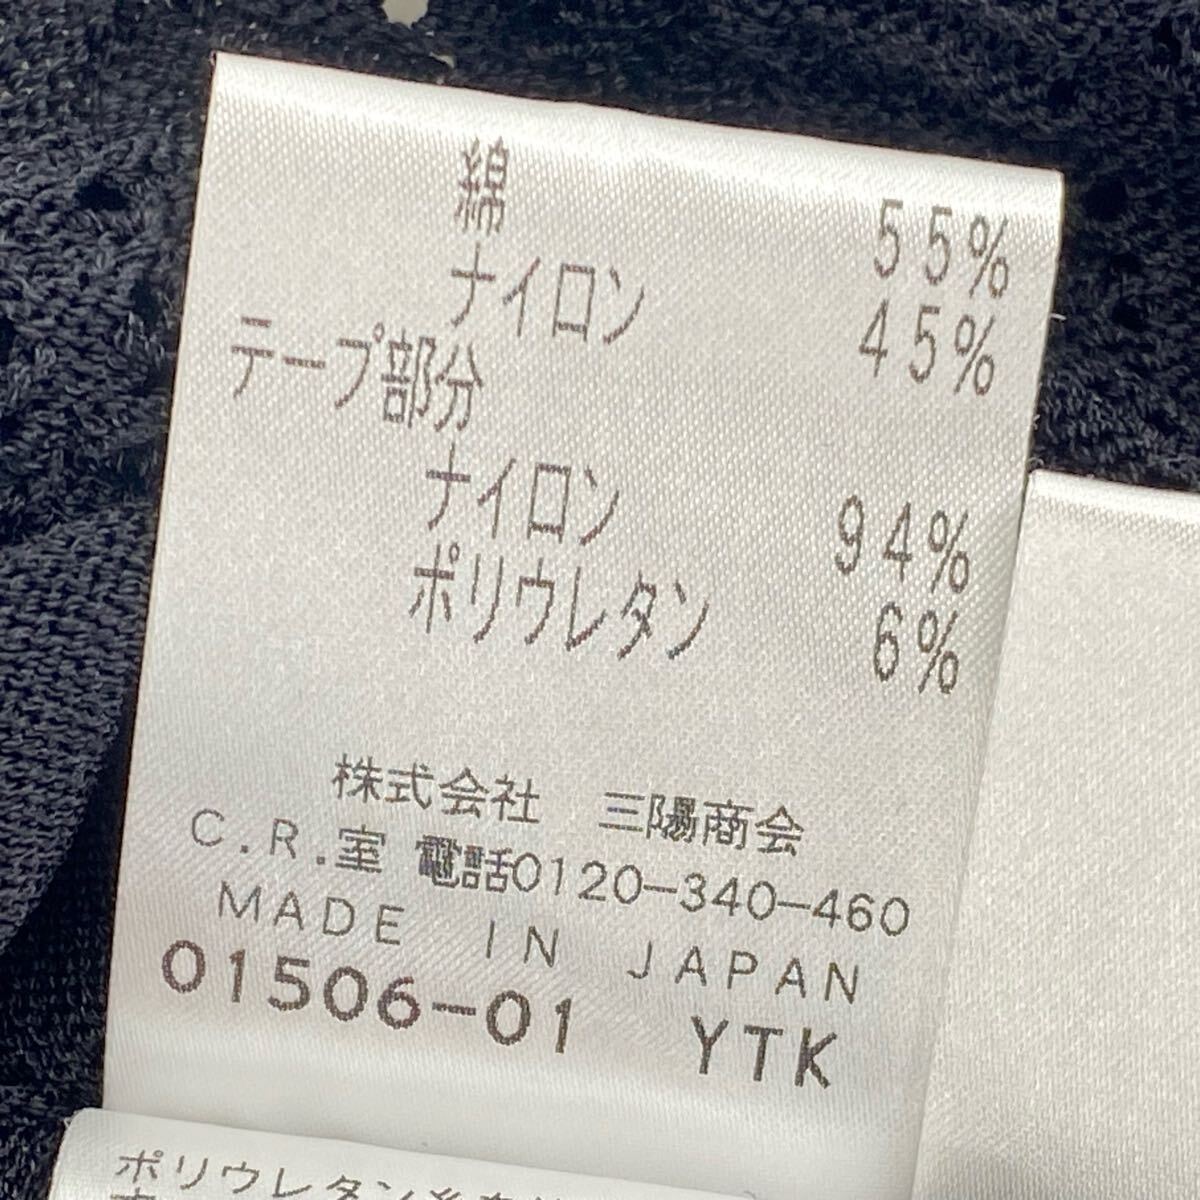 綿 55%
ナイロン 45%
テープ部分
ナイロン 94%
ポリウレタン 6%
株式会社 三陽商会
C.R.室 電話0120-340-460
MADE IN JAPAN
01506-01 YTK
ポリウレタン糸